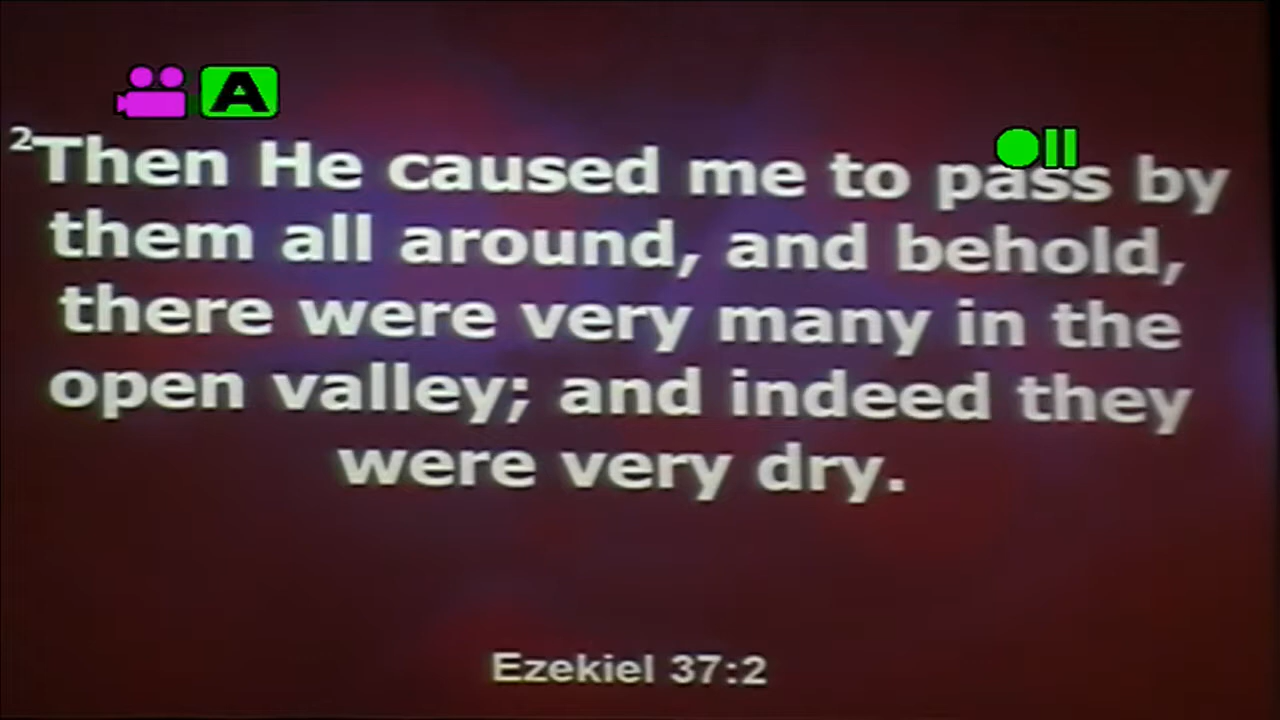 A
2Then He caused me to pass by
them all around, and behold,
there were very many in the
open valley; and indeed they
were very dry.
Ezekiel 37:2